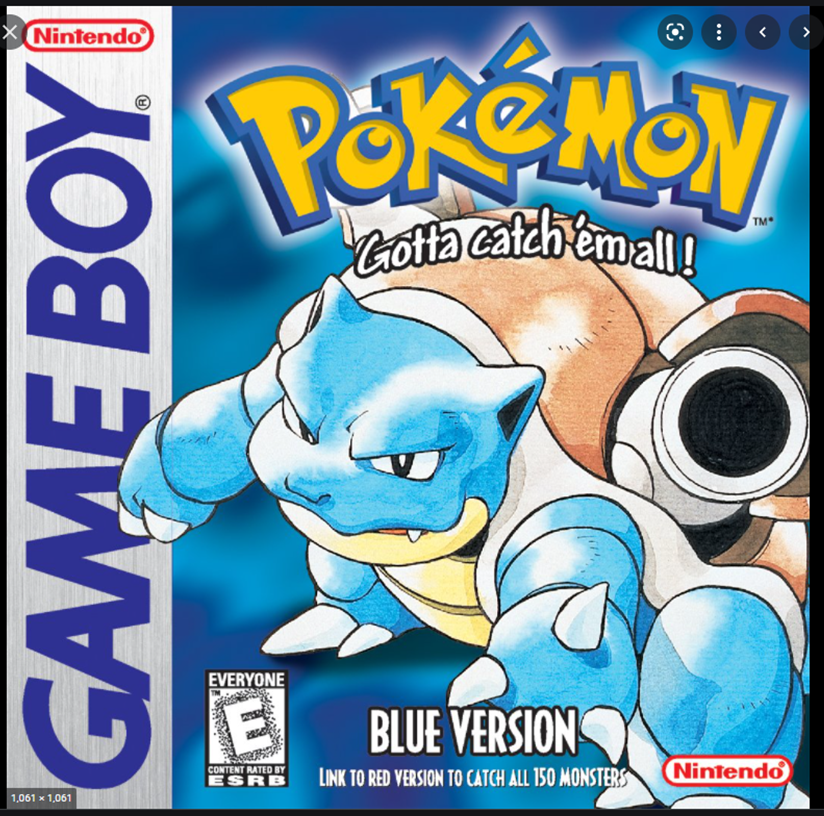 Nintendo®
GAME BOY®
POKéMON
TM*
Gotta catch 'em all!
EVERYONE
TM
E
CONTENT RATED BY
ESRB
BLUE VERSION
LINK TO RED VERSION TO CATCH ALL 150 MONSTERS
Nintendo®
1,061 × 1,061